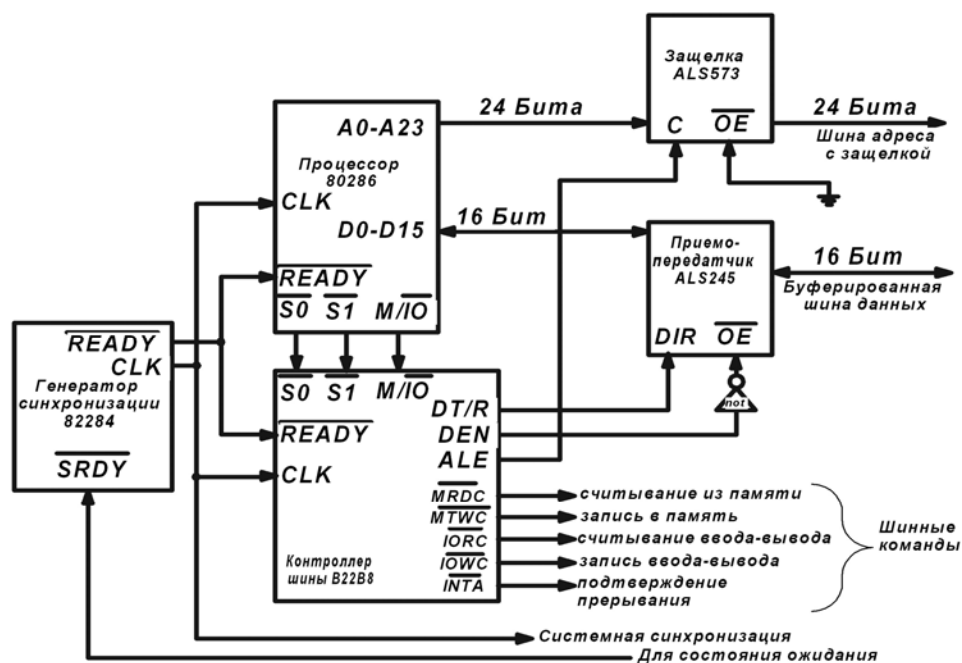 Защелка
ALS573
C OE
24 Бита
24 Бита
Шина адреса
с защелкой
A0-A23
Процессор
80286
CLK
D0-D15
READY
S0 S1 M/IO
16 Бит
Приемо-
передатчик
ALS245
DIR OE
16 Бит
Буферированная
шина данных
not
READY
CLK
Генератор
синхронизации
82284
SRDY
S0 S1 M/IO
READY
CLK
DT/R
DEN
ALE
MRDC
MTWC
IORC
IOWC
INTA
Контроллер
шины B22B8
считывание из памяти
запись в память
считывание ввода-вывода
запись ввода-вывода
подтверждение
прерывания
Шинные
команды
Системная синхронизация
Для состояния ожидания